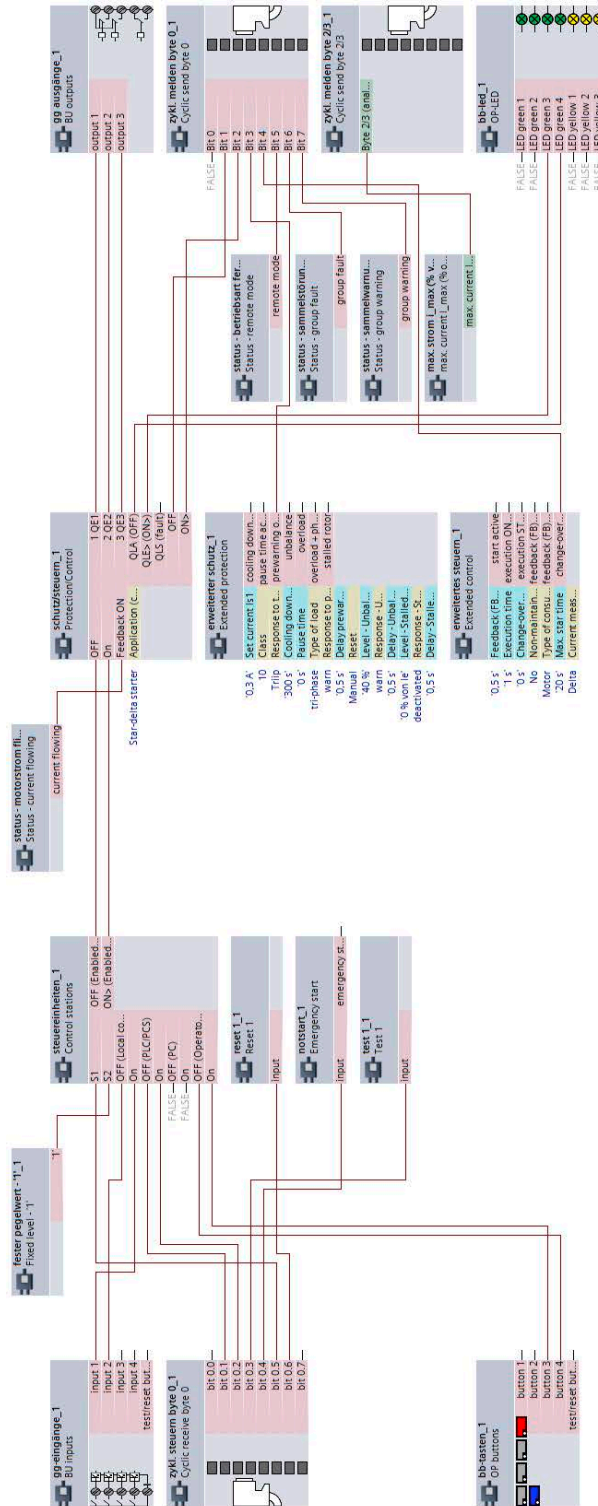 gg-eingänge_1
BU inputs
input 1
input 2
input 3
input 4
test/reset but...
zykl. steuern byte 0_1
Cyclic receive byte 0
bit 0.0
bit 0.1
bit 0.2
bit 0.3
bit 0.4
bit 0.5
bit 0.6
bit 0.7
bb-tasten_1
OP buttons
button 1
button 2
button 3
button 4
test/reset but...
fester pegelwert - '1'_1
Fixed level - '1'
'1'
steuereinheiten_1
Control stations
S1
S2
OFF (Local co...
On
OFF (PLC/PCS)
On
FALSE
OFF (PC)
FALSE
On
OFF (Operato...
On
OFF (Enabled...
ON> (Enabled...
reset 1_1
Reset 1
input
notstart_1
Emergency start
input
emergency st...
test 1_1
Test 1
input
status - motorstrom fli...
Status - current flowing
current flowing
schutz/steuern_1
Protection/Control
OFF
On
Feedback ON
Star-delta starter
Application (c...
1 QE1
2 QE2
3 QE3
QLA (OFF)
QLE> (ON>)
QLS (fault)
OFF
ON>
erweiterter schutz_1
Extended protection
'0,3 A'
Set current Is1
cooling down...
10
Class
pause time ac...
Triip
Response to t...
prewarning o...
'300 s'
Cooling down...
unbalance
'0 s'
Pause time
overload
tri-phase
Type of load
overload + ph...
warn
Response to p...
stalled rotor
'0,5 s'
Delay prewar...
Manual
Reset
'40 %'
Level - Unbal...
warn
Response - U...
'0,5 s'
Delay - Unbal...
'0 % von Ie'
Level - Stalled...
deactivated
Response - St...
'0,5 s'
Delay - Stalle...
erweitertes steuern_1
Extended control
'0,5 s'
Feedback (FB...
start active
'1 s'
Execution time
execution ON...
'0 s'
Change-over...
execution ST...
No
Non-maintain...
feedback (FB)...
Motor
Type of consu...
feedback (FB)...
'20 s'
Max. star time
change-over...
Delta
Current meas...
status - betriebsart fer...
Status - remote mode
remote mode
status - sammelstörun...
Status - group fault
group fault
status - sammelwarnu...
Status - group warning
group warning
max. strom i_max (% v...
max. current i_max (% o...
max. current I...
gg ausgänge_1
BU outputs
output 1
output 2
output 3
zykl. melden byte 0_1
Cyclic send byte 0
FALSE
Bit 0
Bit 1
Bit 2
Bit 3
Bit 4
Bit 5
Bit 6
Bit 7
zykl. melden byte 2/3_1
Cyclic send byte 2/3
Byte 2/3 (anal...
bb-led_1
OP-LED
FALSE
LED green 1
FALSE
LED green 2
LED green 3
LED green 4
FALSE
LED yellow 1
FALSE
LED yellow 2
FALSE
LED yellow 3